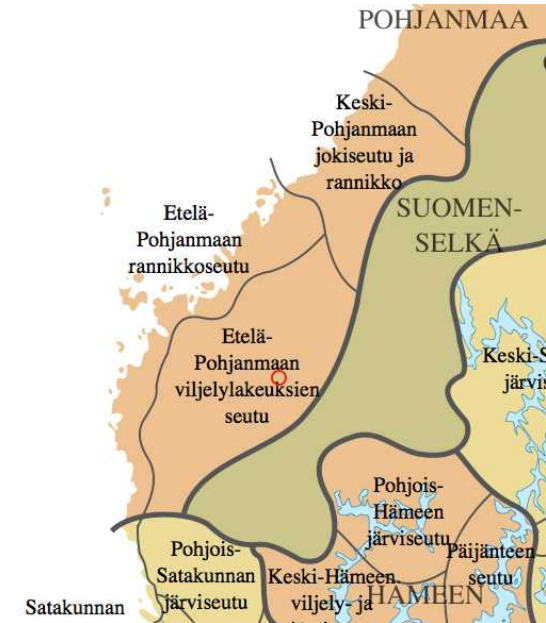 POHJANMAA
Keski-
Pohjanmaan
jokiseutu ja
rannikko
Etelä-
Pohjanmaan
rannikkoseutu
SUOMEN-
SELKÄ
Etelä-
Pohjanmaan
viljelylakeuksien
seutu
Keski-S
järvis
Pohjois-
Hämeen
järviseutu
Päijänteen
seutu
Pohjois-
Satakunnan
järviseutu
Keski-Hämeen
viljely- ja
HÄMEEN
Satakunnan